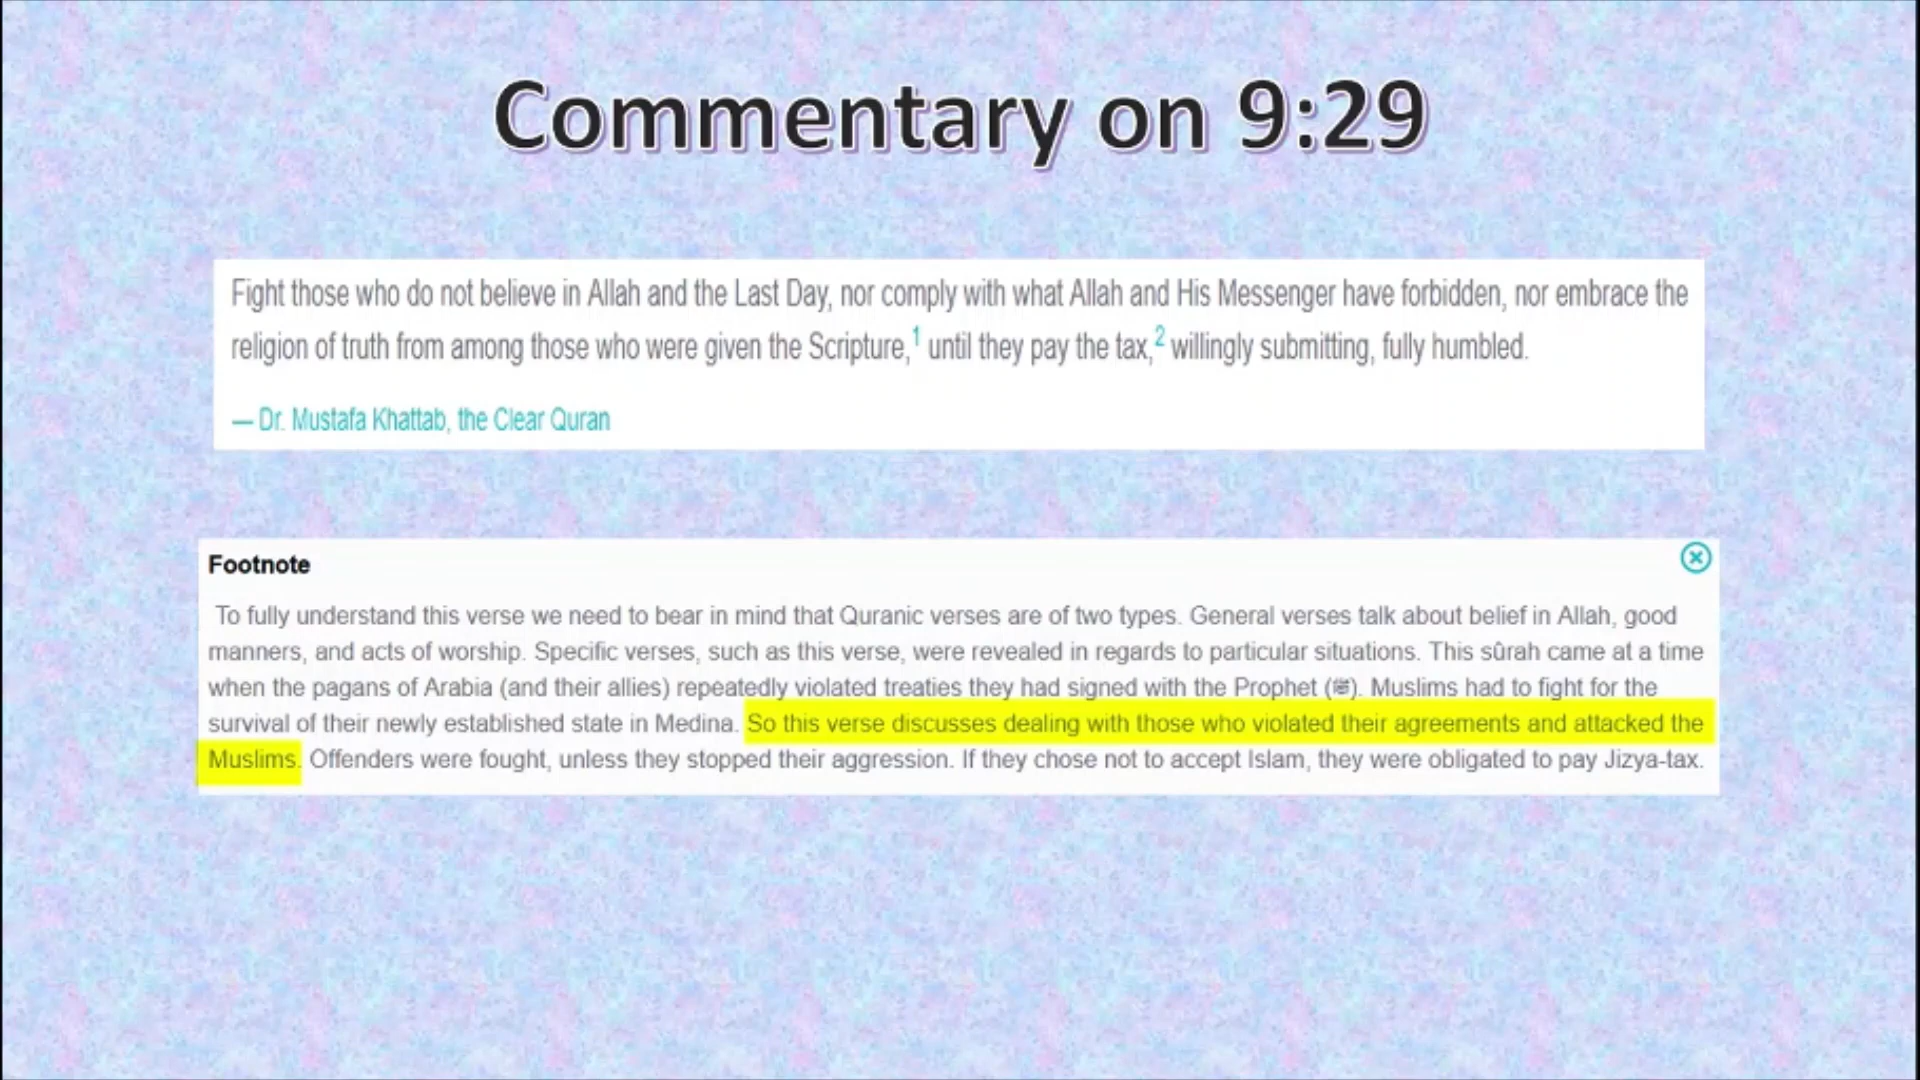 Commentary on 9:29
Fight those who do not believe in Allah and the Last Day, nor comply with what Allah and His Messenger have forbidden, nor embrace the
religion of truth from among those who were given the Scripture,1 until they pay the tax,2 willingly submitting, fully humbled.
— Dr. Mustafa Khattab, the Clear Quran
Footnote
To fully understand this verse we need to bear in mind that Quranic verses are of two types. General verses talk about belief in Allah, good
manners, and acts of worship. Specific verses, such as this verse, were revealed in regards to particular situations. This sûrah came at a time
when the pagans of Arabia (and their allies) repeatedly violated treaties they had signed with the Prophet (ﷺ). Muslims had to fight for the
survival of their newly established state in Medina. So this verse discusses dealing with those who violated their agreements and attacked the
Muslims. Offenders were fought, unless they stopped their aggression. If they chose not to accept Islam, they were obligated to pay Jizya-tax.